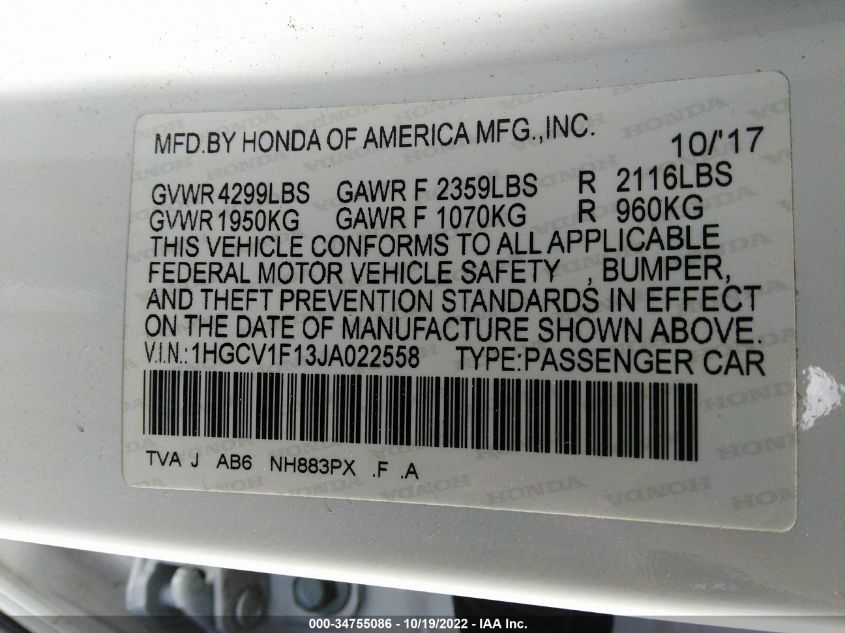 MFD.BY HONDA OF AMERICA MFG.,INC. 10/'17
GVWR 4299LBS GAWR F 2359LBS R 2116LBS
GVWR 1950KG GAWR F 1070KG R 960KG
THIS VEHICLE CONFORMS TO ALL APPLICABLE
FEDERAL MOTOR VEHICLE SAFETY , BUMPER,
AND THEFT PREVENTION STANDARDS IN EFFECT
ON THE DATE OF MANUFACTURE SHOWN ABOVE.
V.I.N.:1HGCV1F13JA022558 TYPE:PASSENGER CAR
TVA J AB6 NH883PX .F .A
HONDA HONDA HONDA
000-34755086 - 10/19/2022 - IAA Inc.